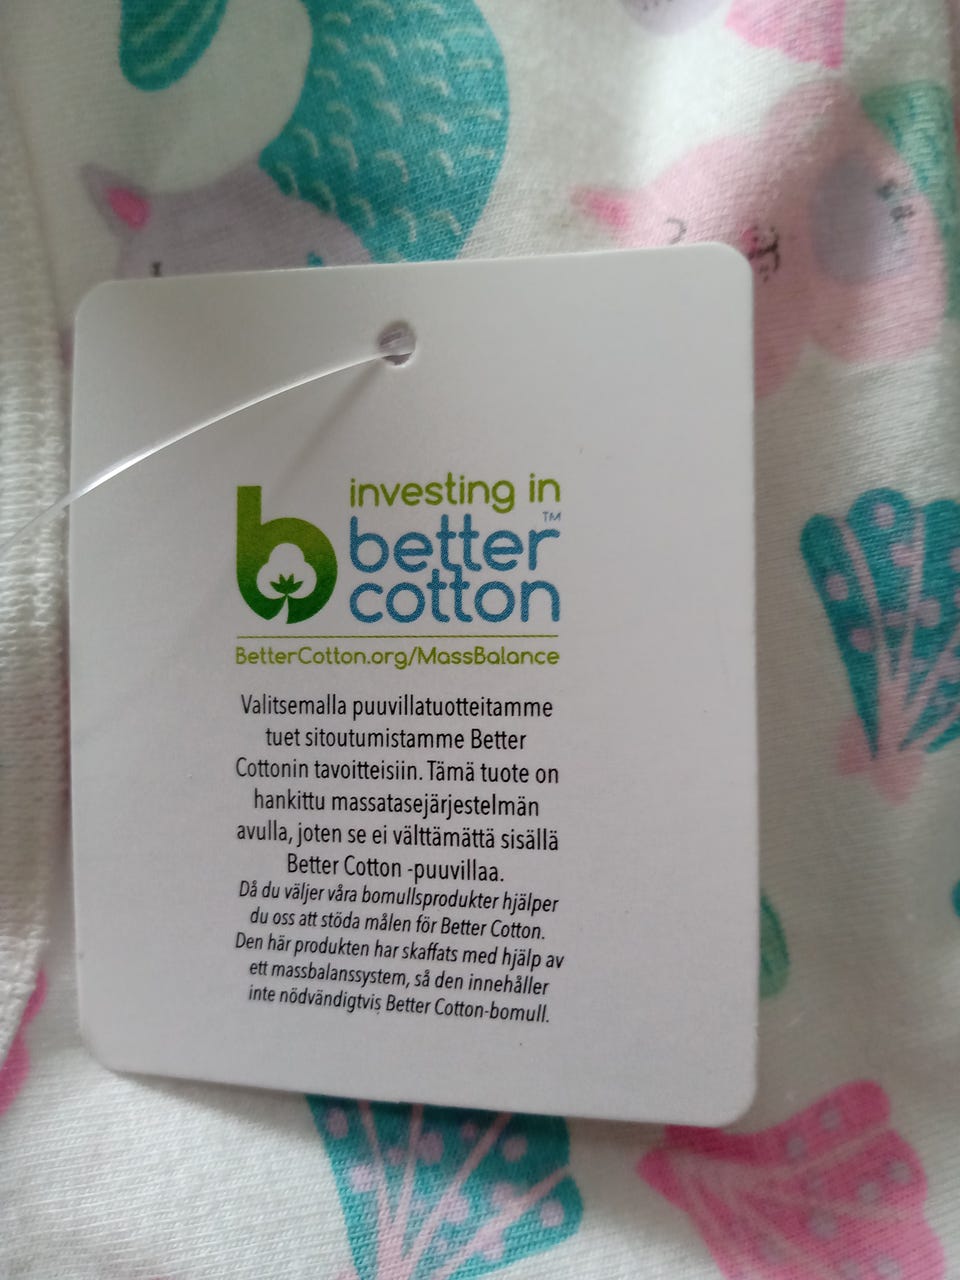 investing in
better™
cotton
BetterCotton.org/MassBalance
Valitsemalla puuvillatuotteitamme
tuet sitoutumistamme Better
Cottonin tavoitteisiin. Tämä tuote on
hankittu massatasejärjestelmän
avulla, joten se ei välttämättä sisällä
Better Cotton -puuvillaa.
Då du väljer våra bomullsprodukter hjälper
du oss att stöda målen för Better Cotton.
Den här produkten har skaffats med hjälp av
ett massbalanssystem, så den innehåller
inte nödvändigtvis Better Cotton-bomull.